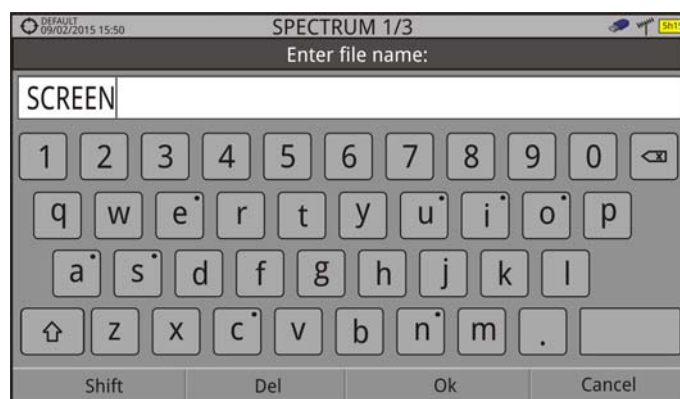 DEFAULT
09/02/2015 15:50 SPECTRUM 1/3
Enter file name:
SCREEN
1 2 3 4 5 6 7 8 9 0
q w e r t y u i o p
a s d f g h j k l
z x c v b n m .
Shift Del Ok Cancel